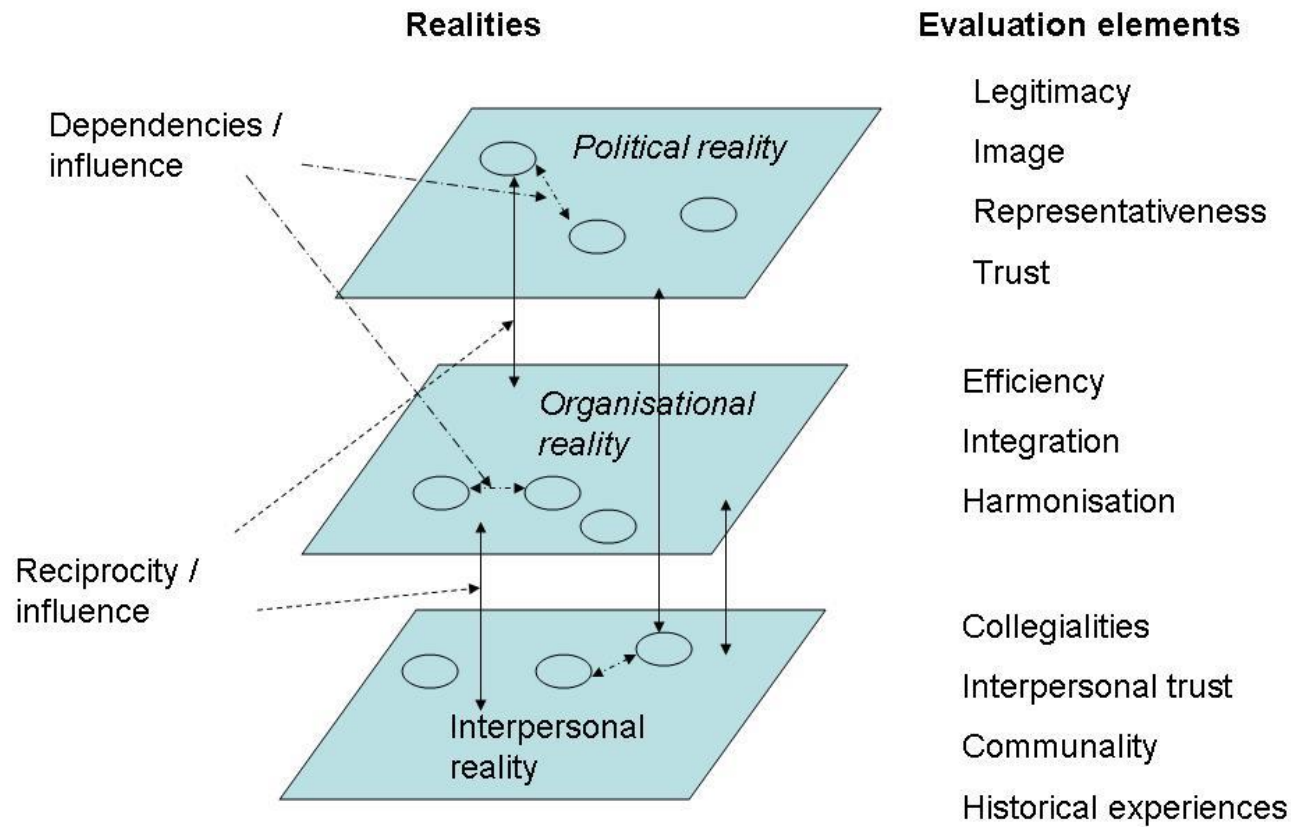 Realities
Evaluation elements
Dependencies /
influence
Political reality
Legitimacy
Image
Representativeness
Trust
Organisational
reality
Efficiency
Integration
Harmonisation
Reciprocity /
influence
Interpersonal
reality
Collegialities
Interpersonal trust
Communality
Historical experiences